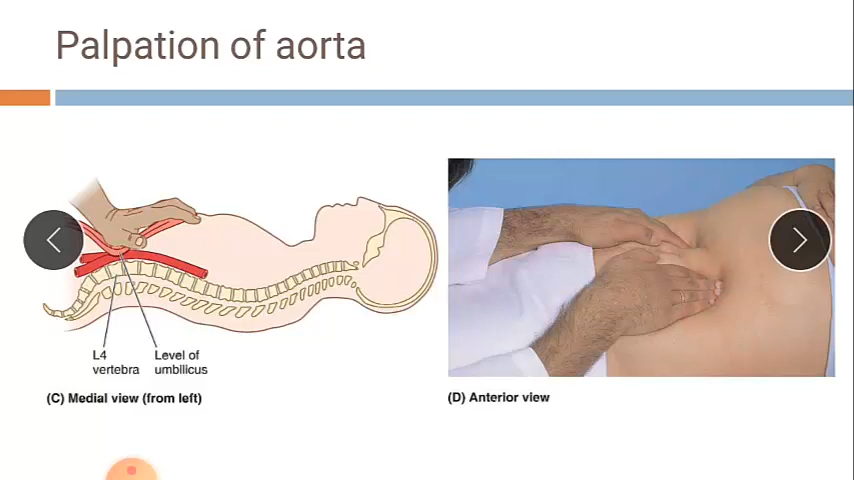 Palpation of aorta
L4
vertebra
Level of
umbilicus
(C) Medial view (from left)
(D) Anterior view